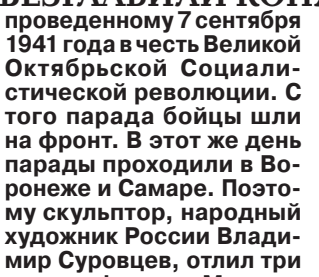 проведенному 7 сентября
1941 года в честь Великой
Октябрьской Социали-
стической революции. С
того парада бойцы шли
на фронт. В этот же день
парады проходили в Во-
ронеже и Самаре. Поэто-
му скульптор, народный
художник России Влади-
мир Суровцев, отлил три